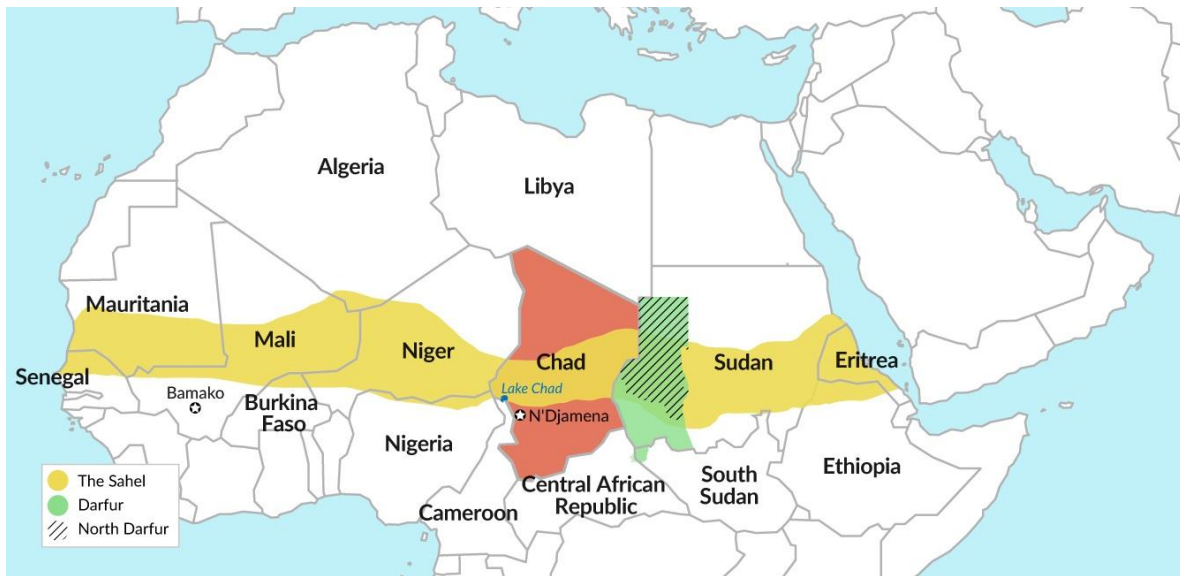 Algeria
Libya
Mauritania
Mali
Niger
Chad
Sudan
Eritrea
Senegal
Bamako
Burkina
Faso
Lake Chad
N'Djamena
Nigeria
Ethiopia
South
Sudan
Central African
Republic
Cameroon
The Sahel
Darfur
North Darfur